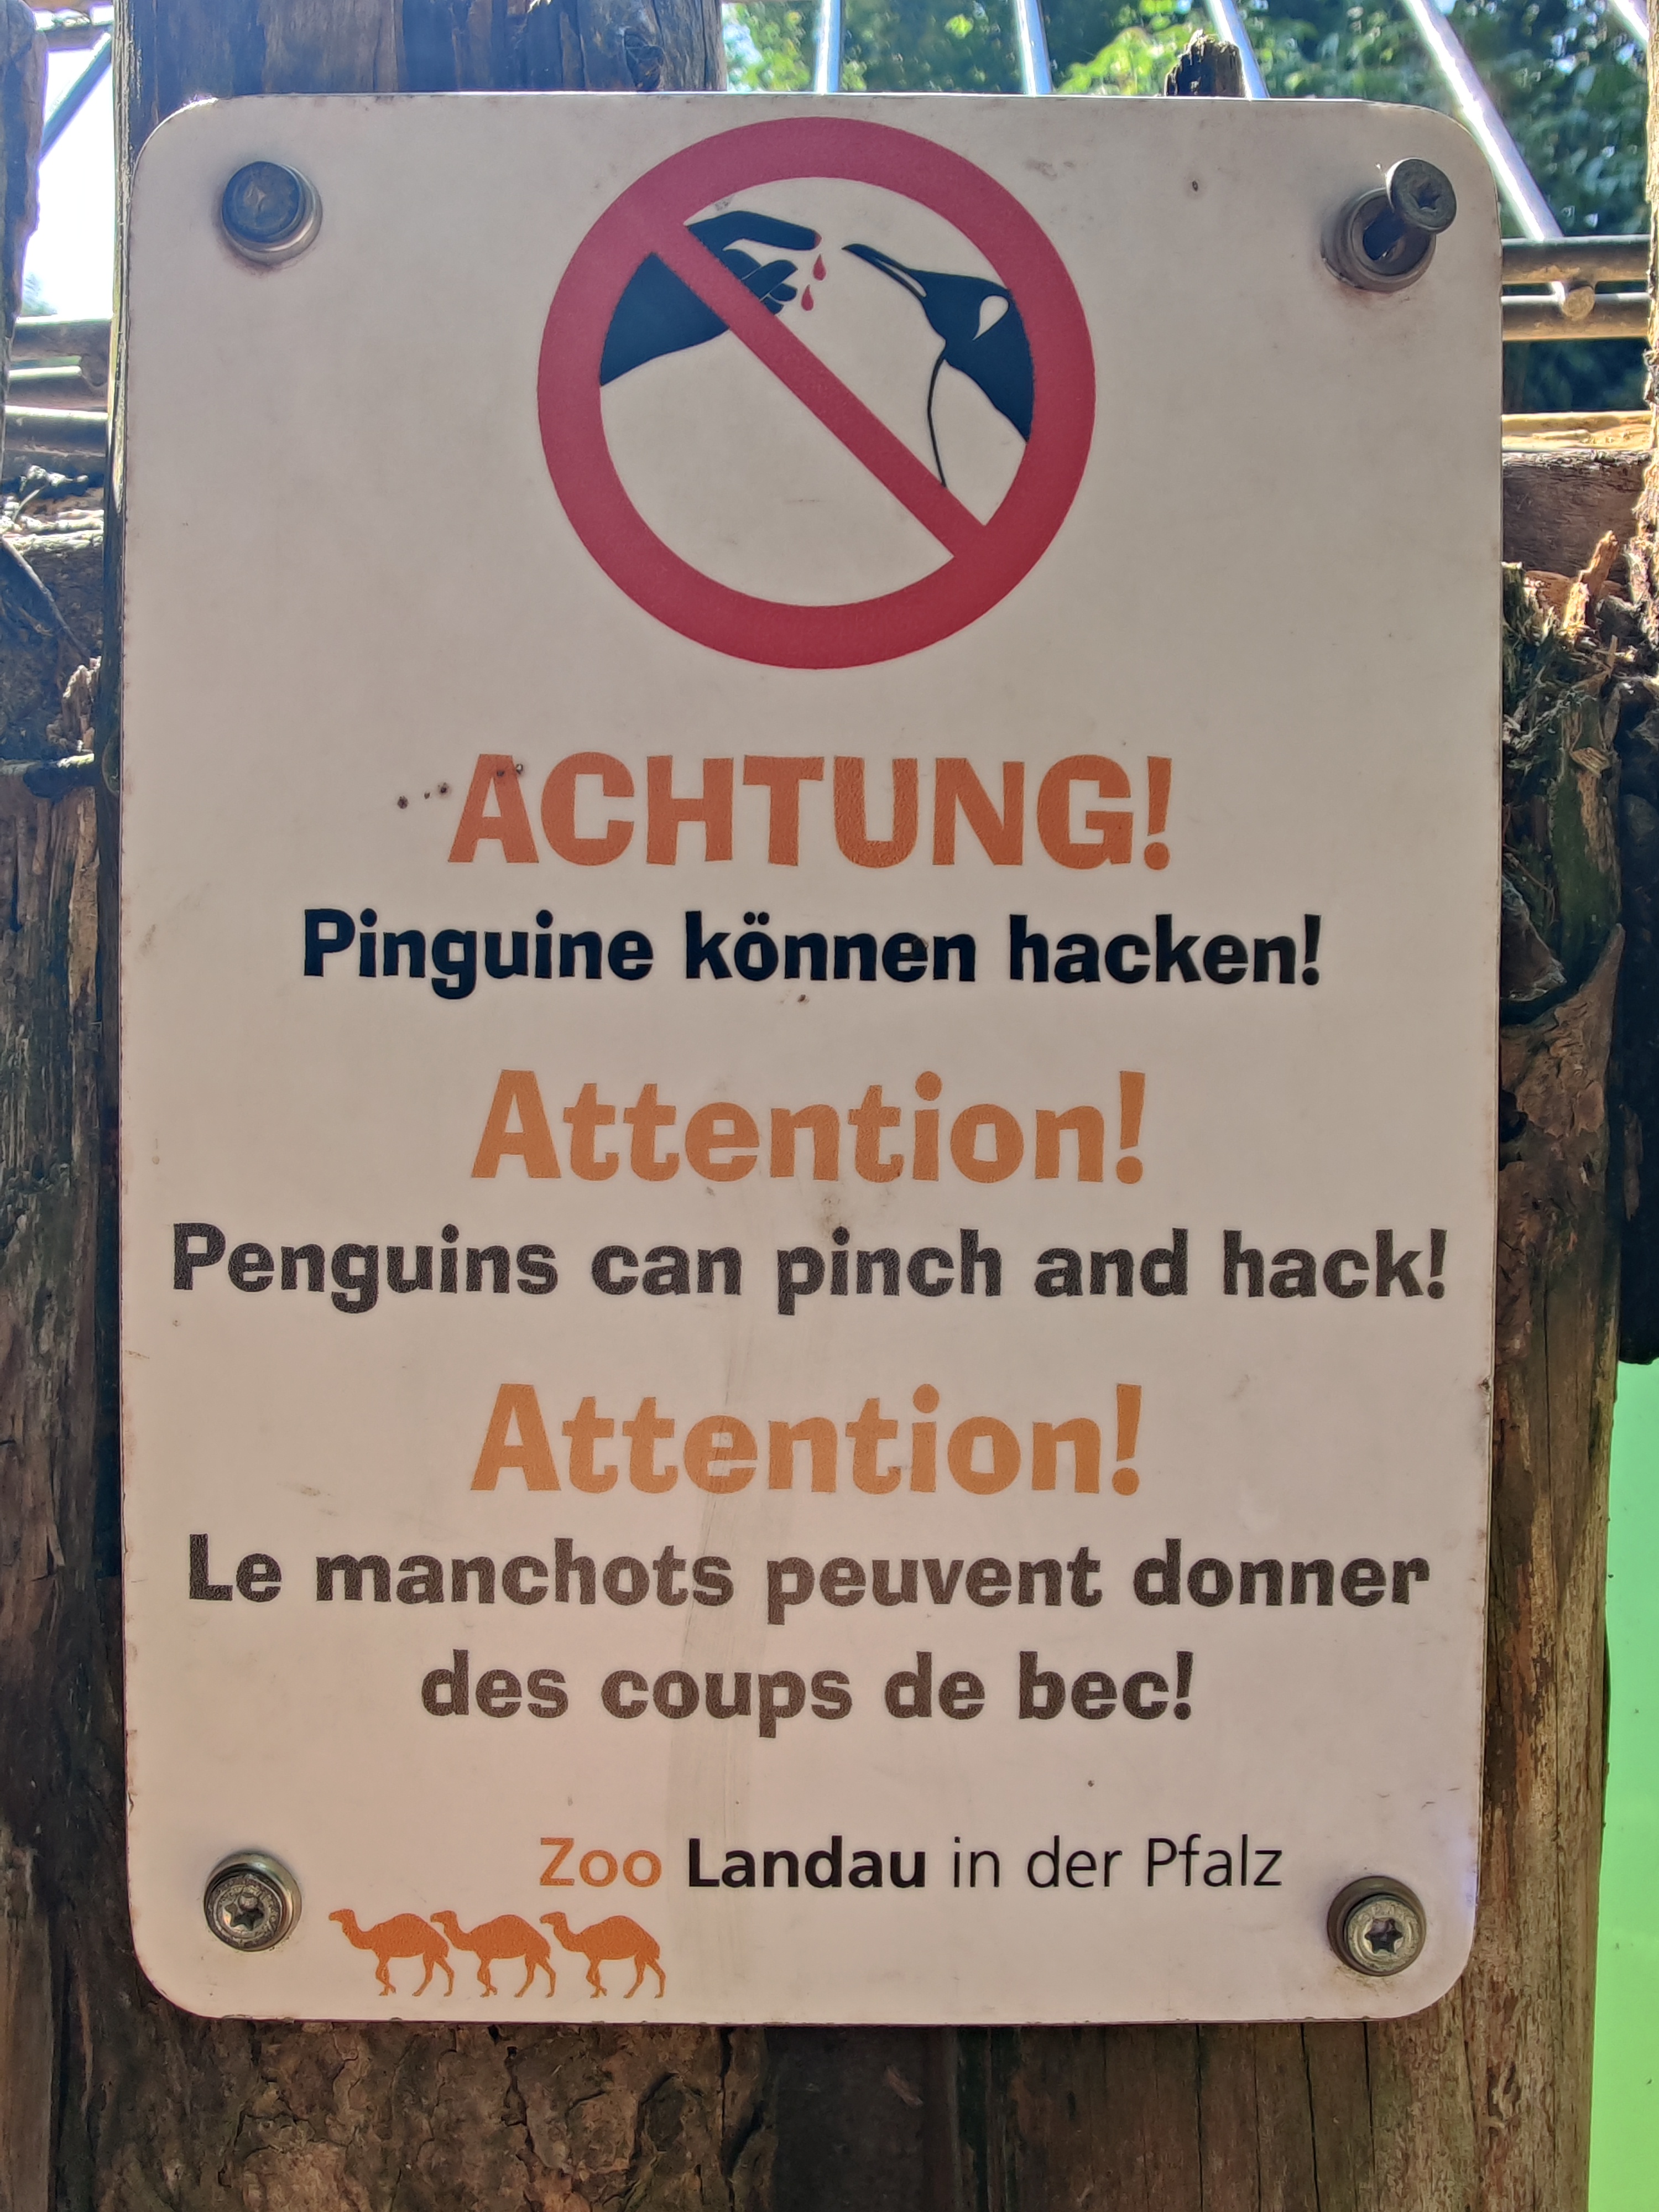 ACHTUNG!
Pinguine können hacken!
Attention!
Penguins can pinch and hack!
Attention!
Le manchots peuvent donner
des coups de bec!
Zoo Landau in der Pfalz